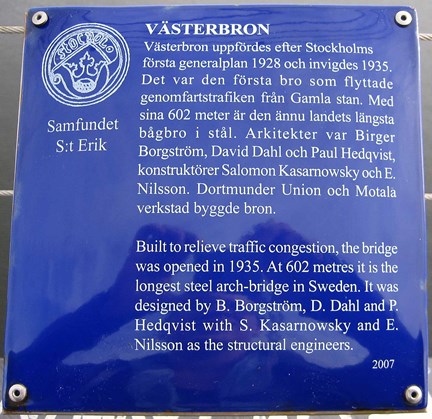 STOCHOLM
Samfundet
S:t Erik
VÄSTERBRON
Västerbron uppfördes efter Stockholms
första generalplan 1928 och invigdes 1935.
Det var den första bro som flyttade
genomfartstrafiken från Gamla stan. Med
sina 602 meter är den ännu landets längsta
bågbro i stål. Arkitekter var Birger
Borgström, David Dahl och Paul Hedqvist,
konstruktörer Salomon Kasarnowsky och E.
Nilsson. Dortmunder Union och Motala
verkstad byggde bron.
Built to relieve traffic congestion, the bridge
was opened in 1935. At 602 metres it is the
longest steel arch-bridge in Sweden. It was
designed by B. Borgström, D. Dahl and P.
Hedqvist with S. Kasarnowsky and E.
Nilsson as the structural engineers.
2007